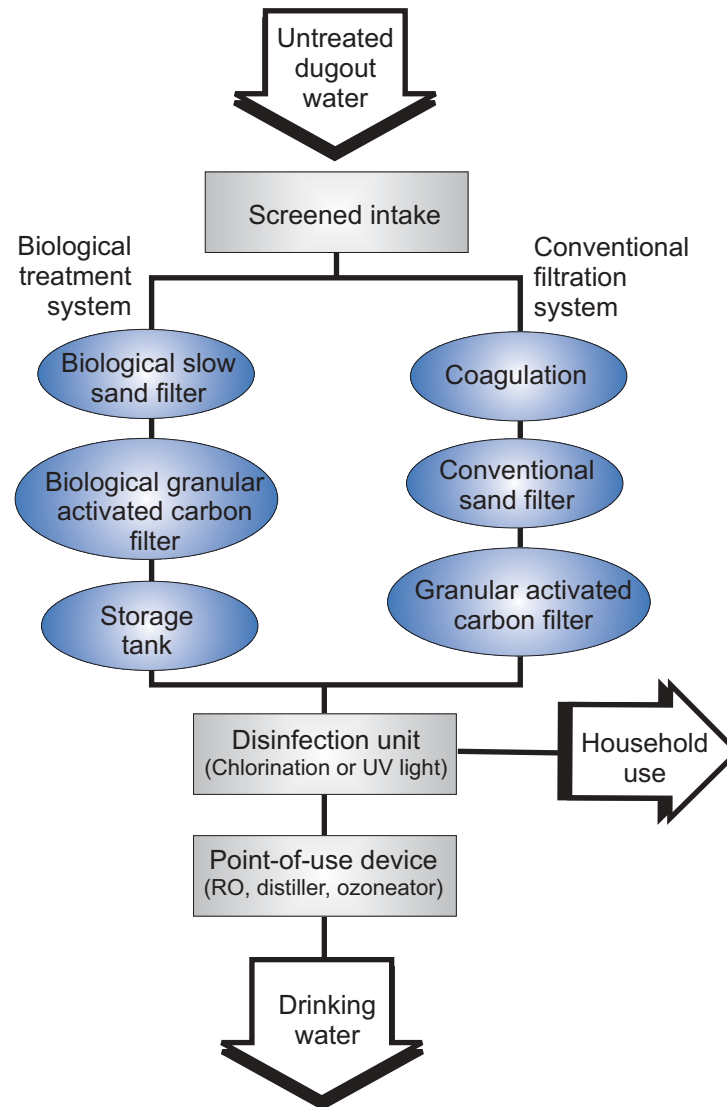 Untreated
dugout
water
Screened intake
Biological
treatment
system
Conventional
filtration
system
Biological slow
sand filter
Biological granular
activated carbon
filter
Storage
tank
Coagulation
Conventional
sand filter
Granular activated
carbon filter
Disinfection unit
(Chlorination or UV light)
Household
use
Point-of-use device
(RO, distiller, ozoneator)
Drinking
water